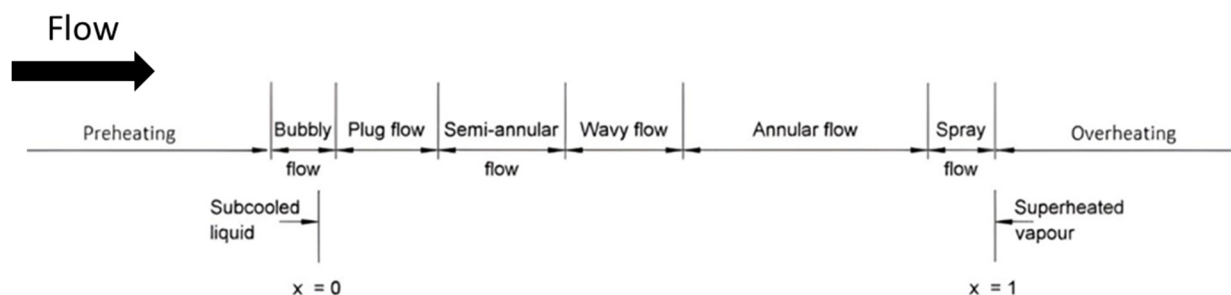 Flow
Preheating
Bubbly
flow
Plug flow
Semi-annular
flow
Wavy flow
Annular flow
Spray
flow
Overheating
Subcooled
liquid
Superheated
vapour
x = 0
x = 1